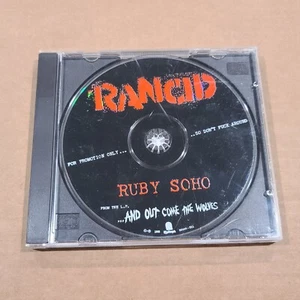 RANCID
FOR PROMOTION ONLY...
...SO DON'T FUCK AROUND
RUBY SOHO
FROM THE L.P.
...AND OUT COME THE WOLVES